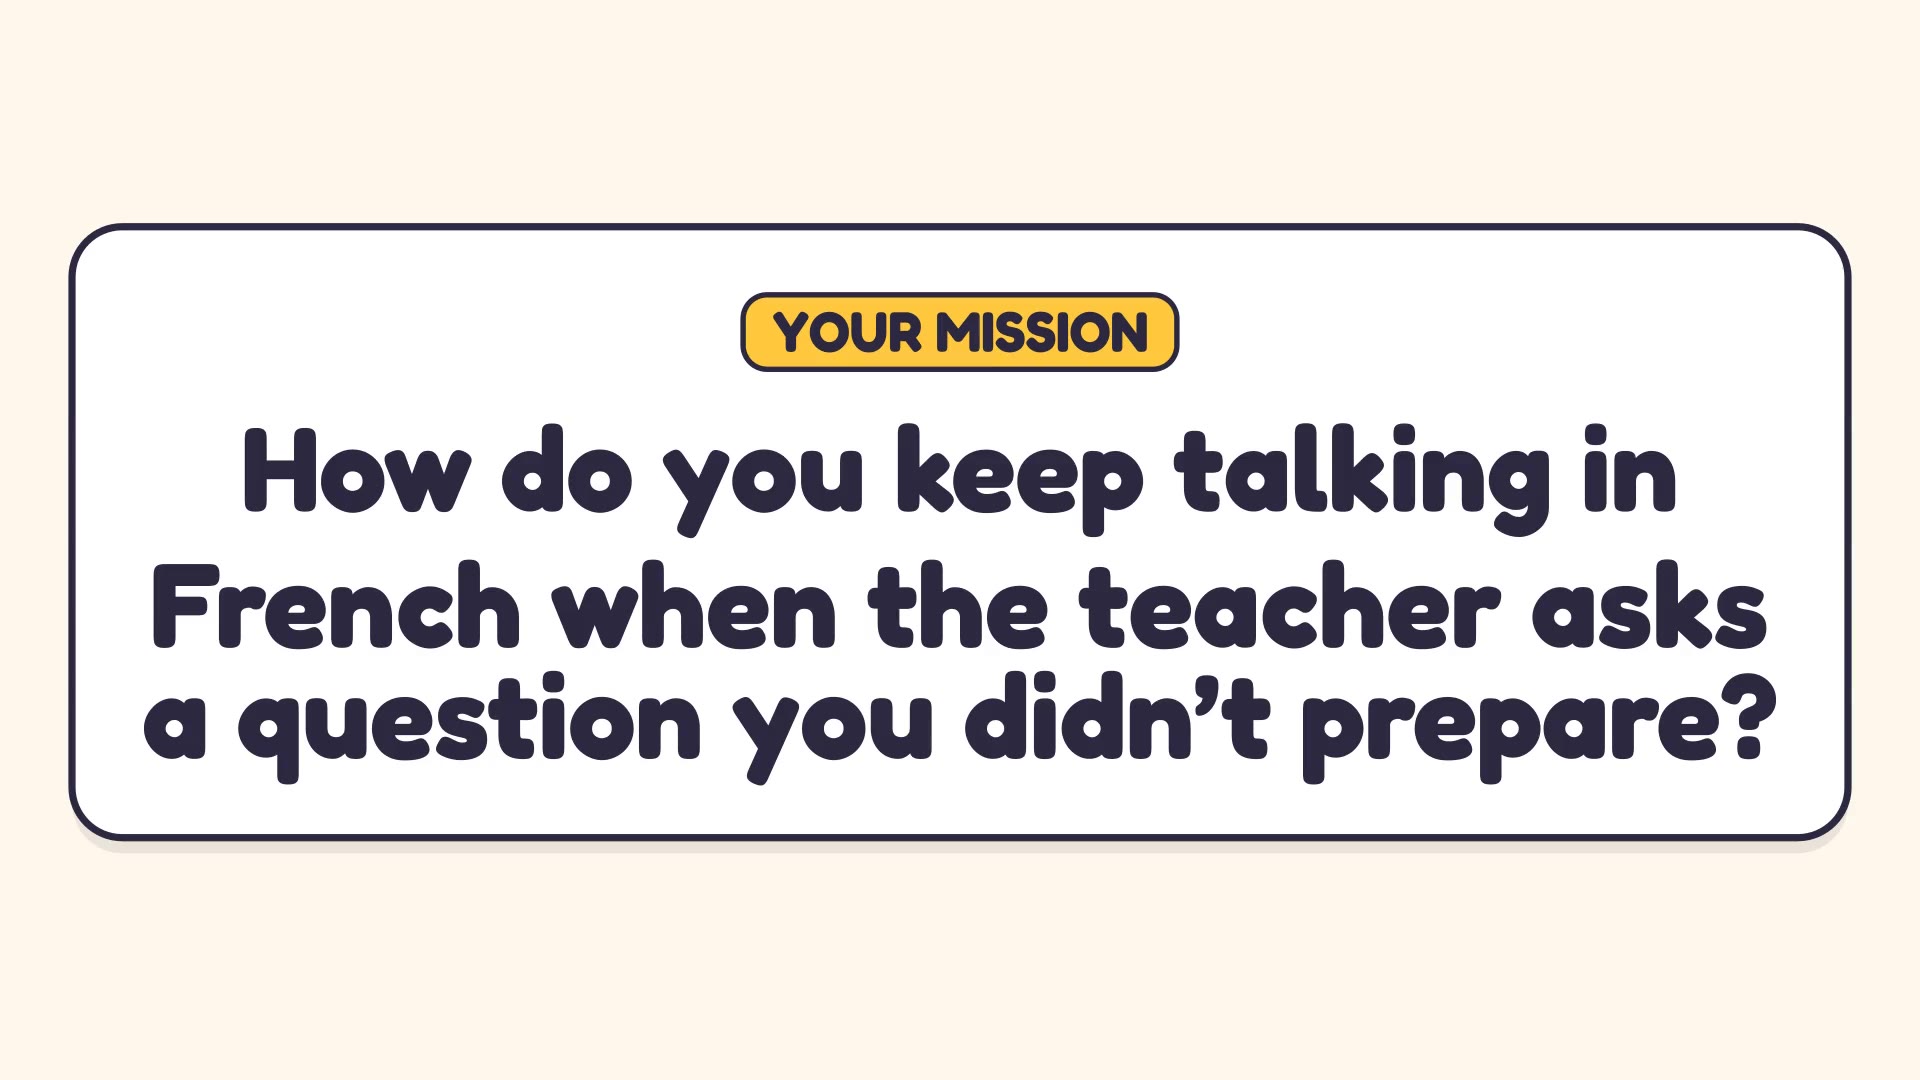 YOUR MISSION
How do you keep talking in
French when the teacher asks
a question you didn’t prepare?